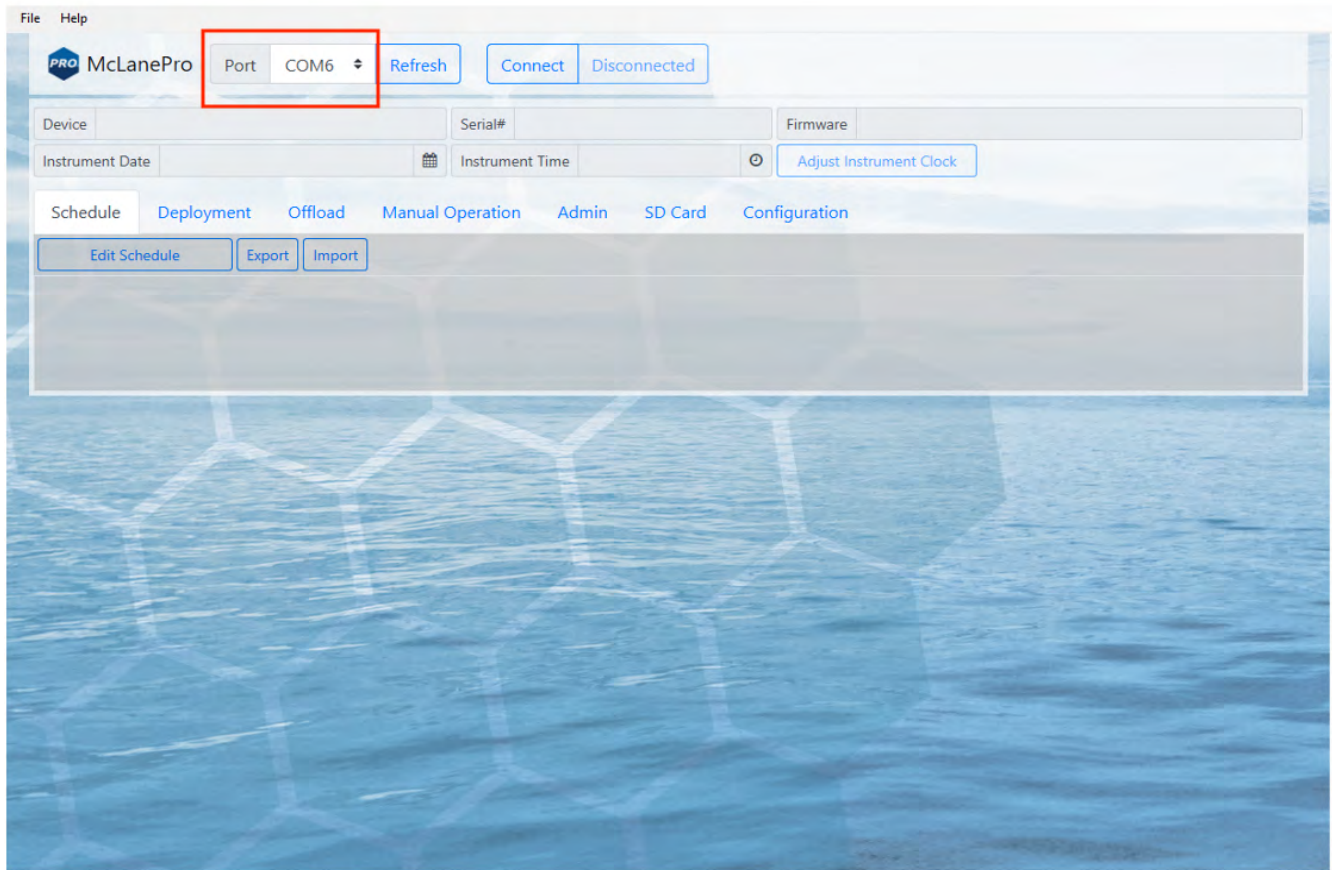 File Help
PRO McLanePro Port COM6 Refresh Connect Disconnected
Device Serial# Firmware
Instrument Date Instrument Time Adjust Instrument Clock
Schedule Deployment Offload Manual Operation Admin SD Card Configuration
Edit Schedule Export Import